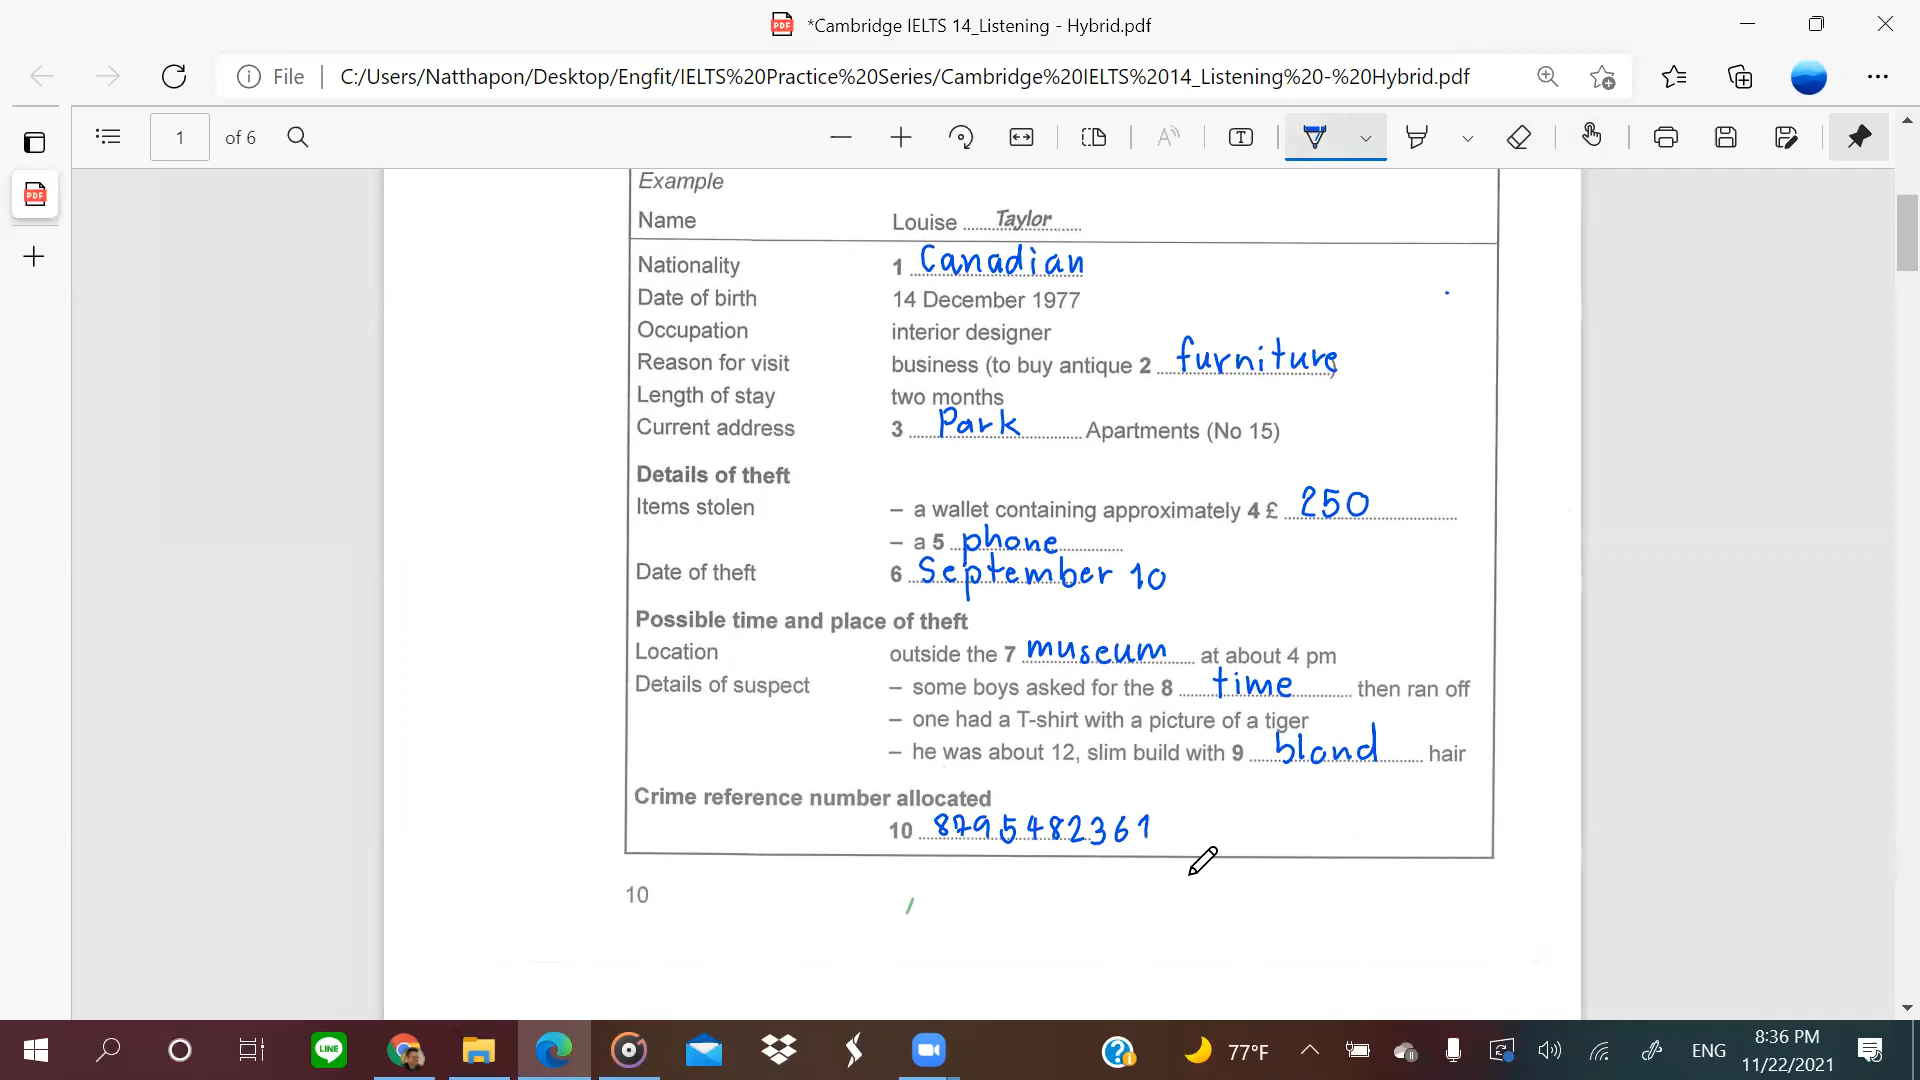 *Cambridge IELTS 14_Listening - Hybrid.pdf
File C:/Users/Natthapon/Desktop/Engfit/IELTS%20Practice%20Series/Cambridge%20IELTS%2014_Listening%20-%20Hybrid.pdf
1 of 6
Example
Name Louise Taylor
Nationality 1 Canadian
Date of birth 14 December 1977
Occupation interior designer
Reason for visit business (to buy antique 2 furniture)
Length of stay two months
Current address 3 Park Apartments (No 15)
Details of theft
Items stolen – a wallet containing approximately 4 £ 250
– a 5 phone
Date of theft 6 September 10
Possible time and place of theft
Location outside the 7 museum at about 4 pm
Details of suspect – some boys asked for the 8 time then ran off
– one had a T-shirt with a picture of a tiger
– he was about 12, slim build with 9 blond hair
Crime reference number allocated
10 8795482361
10
77°F ENG 8:36 PM
11/22/2021